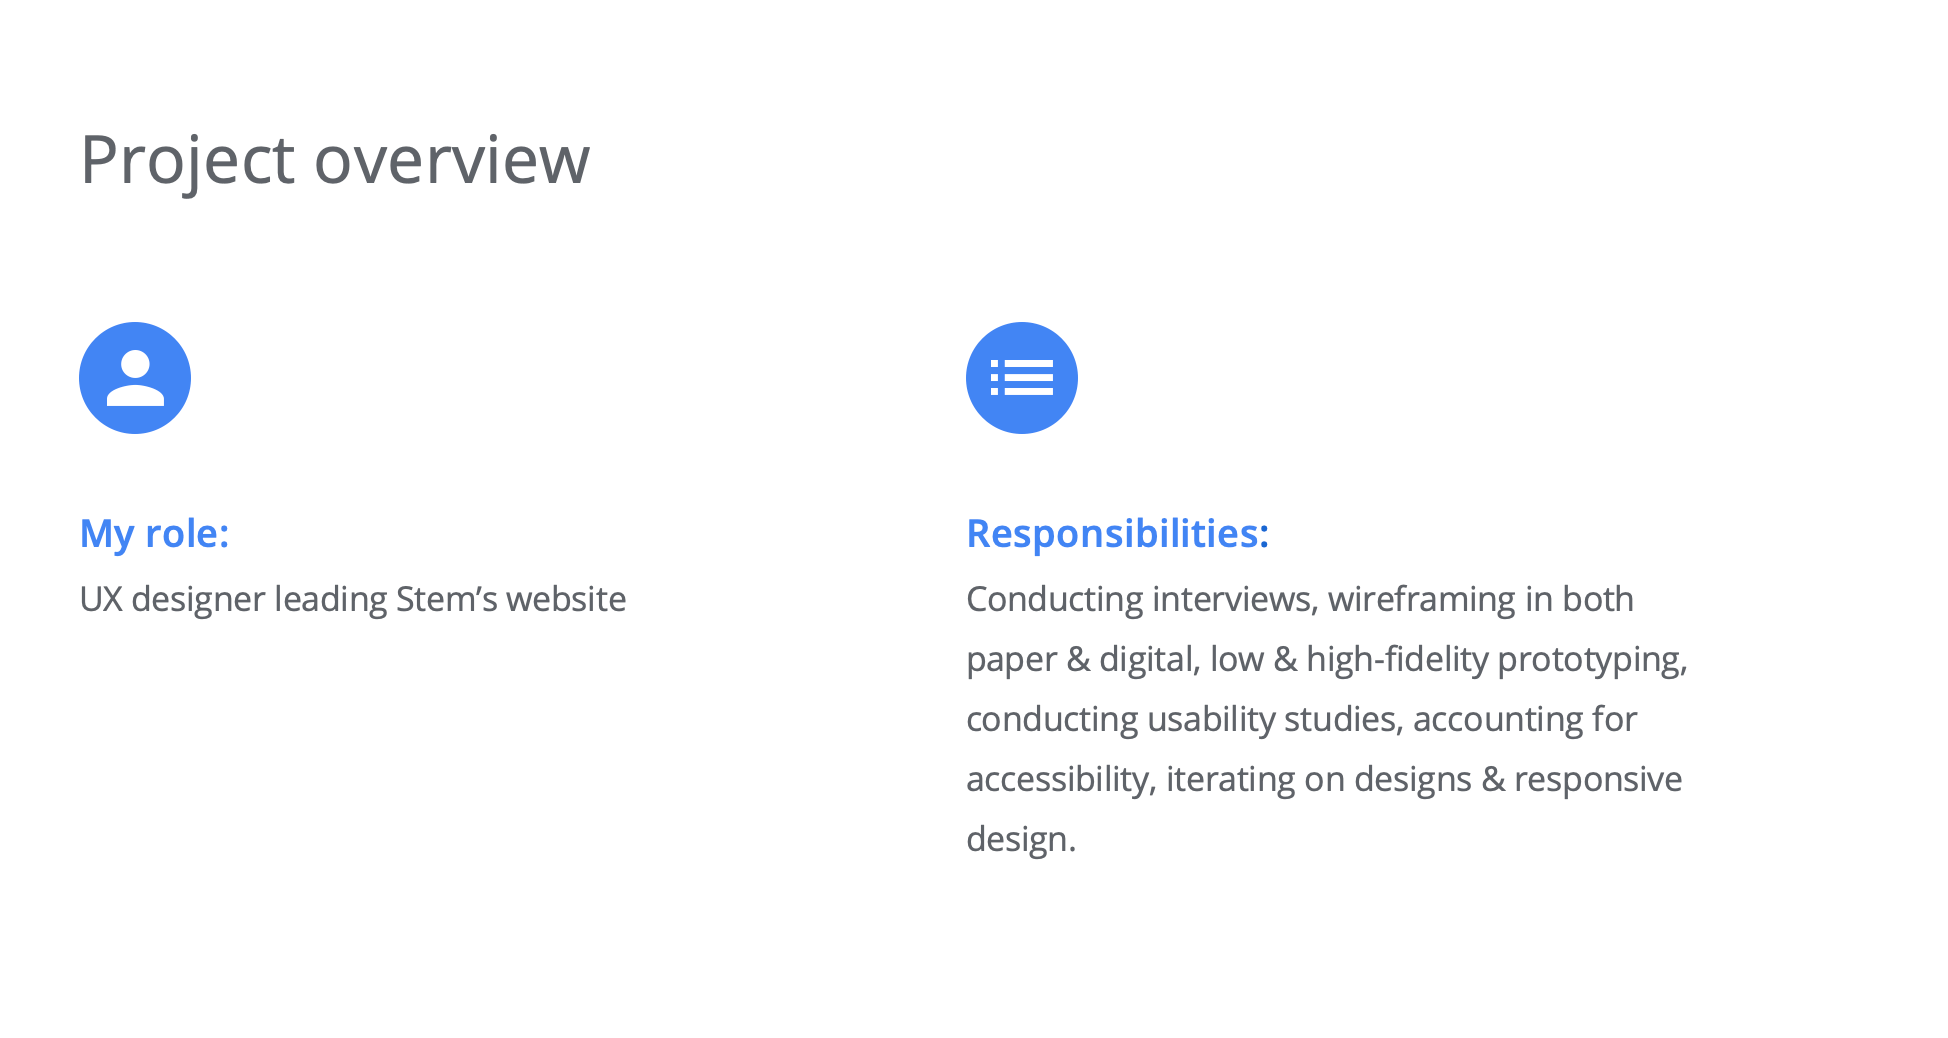 Project overview
My role:
UX designer leading Stem’s website
Responsibilities:
Conducting interviews, wireframing in both
paper & digital, low & high-fidelity prototyping,
conducting usability studies, accounting for
accessibility, iterating on designs & responsive
design.